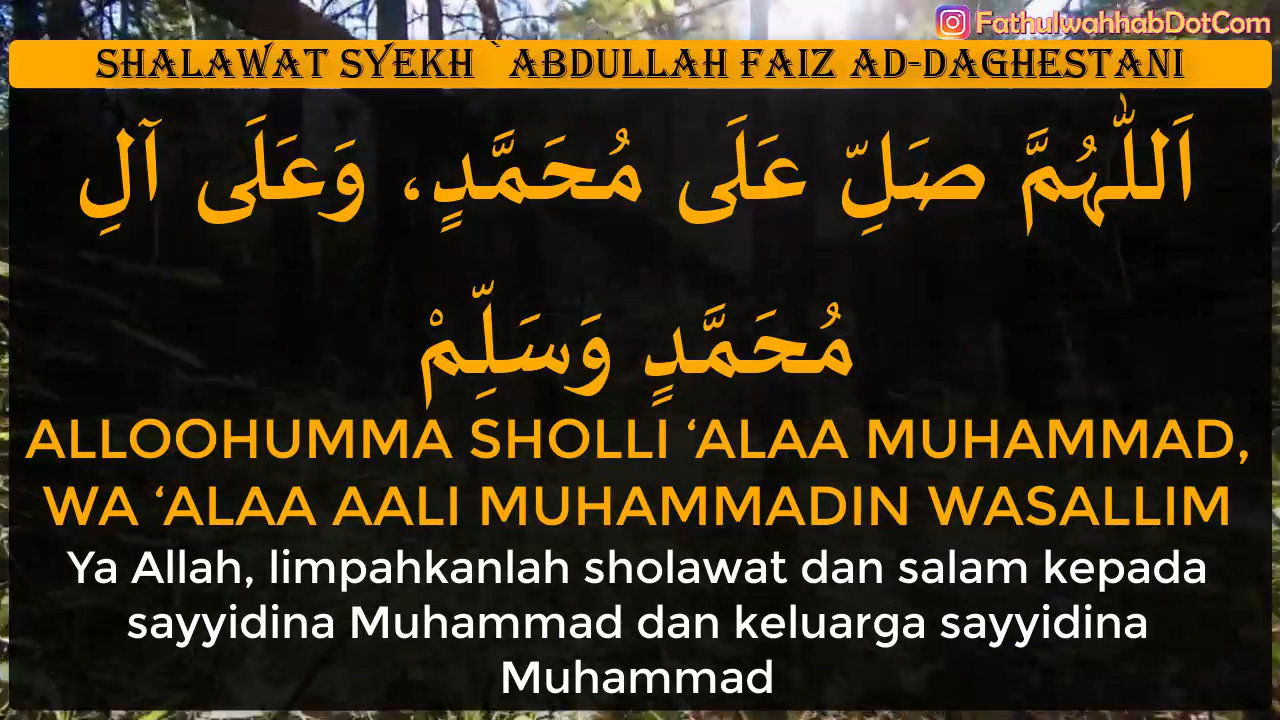 FathulwahhabDotCom
SHALAWAT SYEKH `ABDULLAH FAIZ AD-DAGHESTANI
اَللّٰهُمَّ صَلِّ عَلَى مُحَمَّدٍ، وَعَلَى آلِ
مُحَمَّدٍ وَسَلِّمْ
ALLOOHUMMA SHOLLI ‘ALAA MUHAMMAD,
WA ‘ALAA AALI MUHAMMADIN WASALLIM
Ya Allah, limpahkanlah sholawat dan salam kepada
sayyidina Muhammad dan keluarga sayyidina
Muhammad